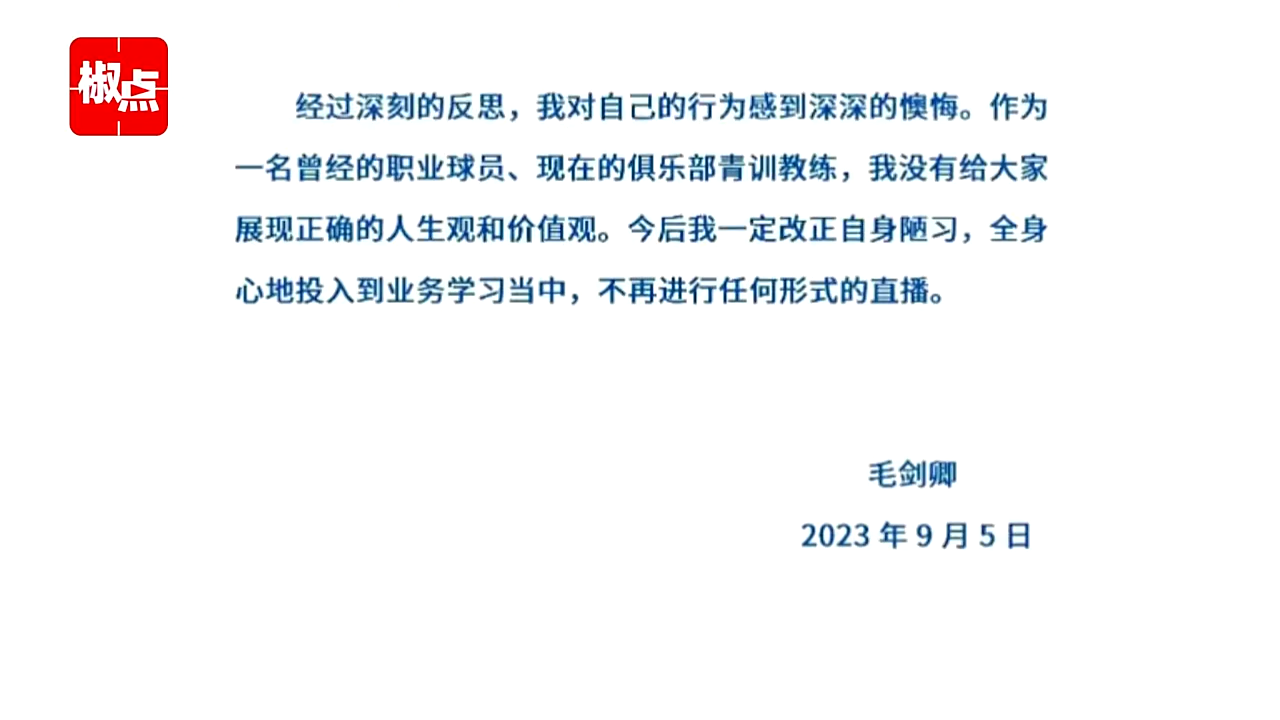 椒点
经过深刻的反思，我对自己的行为感到深深的懊悔。作为
一名曾经的职业球员、现在的俱乐部青训教练，我没有给大家
展现正确的人生观和价值观。今后我一定改正自身陋习，全身
心地投入到业务学习当中，不再进行任何形式的直播。
毛剑卿
2023 年 9 月 5 日